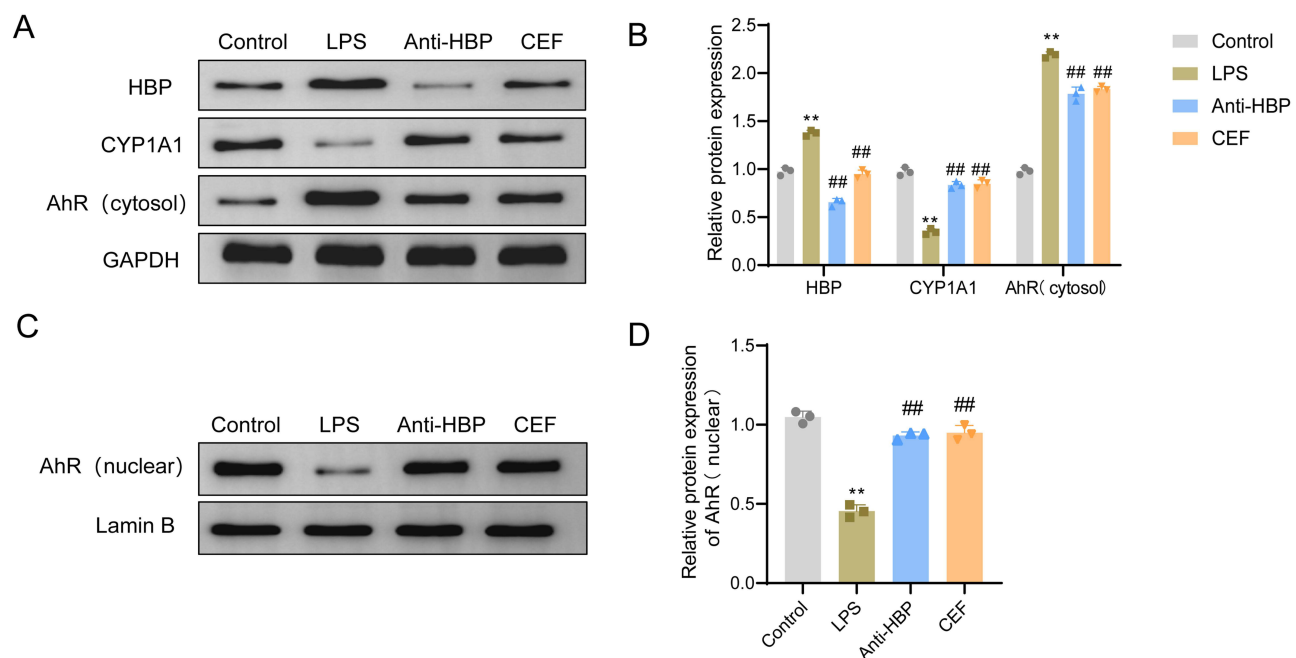 A
Control LPS Anti-HBP CEF
HBP
CYP1A1
AhR (cytosol)
GAPDH
B
Relative protein expression
2.5
2.0
1.5
1.0
0.5
0.0
** ## ##
** ## ##
** ## ##
HBP CYP1A1 AhR( cytosol)
Control
LPS
Anti-HBP
CEF
C
Control LPS Anti-HBP CEF
AhR (nuclear)
Lamin B
D
Relative protein expression
of AhR( nuclear)
1.5
1.0
0.5
0.0
** ## ##
Control LPS Anti-HBP CEF